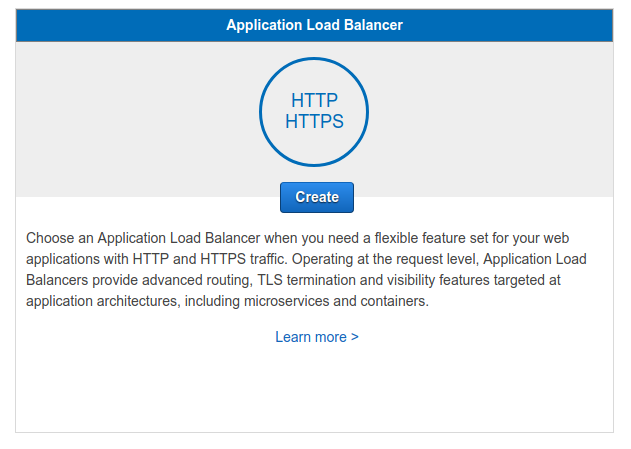 Application Load Balancer
HTTP
HTTPS
Create
Choose an Application Load Balancer when you need a flexible feature set for your web
applications with HTTP and HTTPS traffic. Operating at the request level, Application Load
Balancers provide advanced routing, TLS termination and visibility features targeted at
application architectures, including microservices and containers.
Learn more >